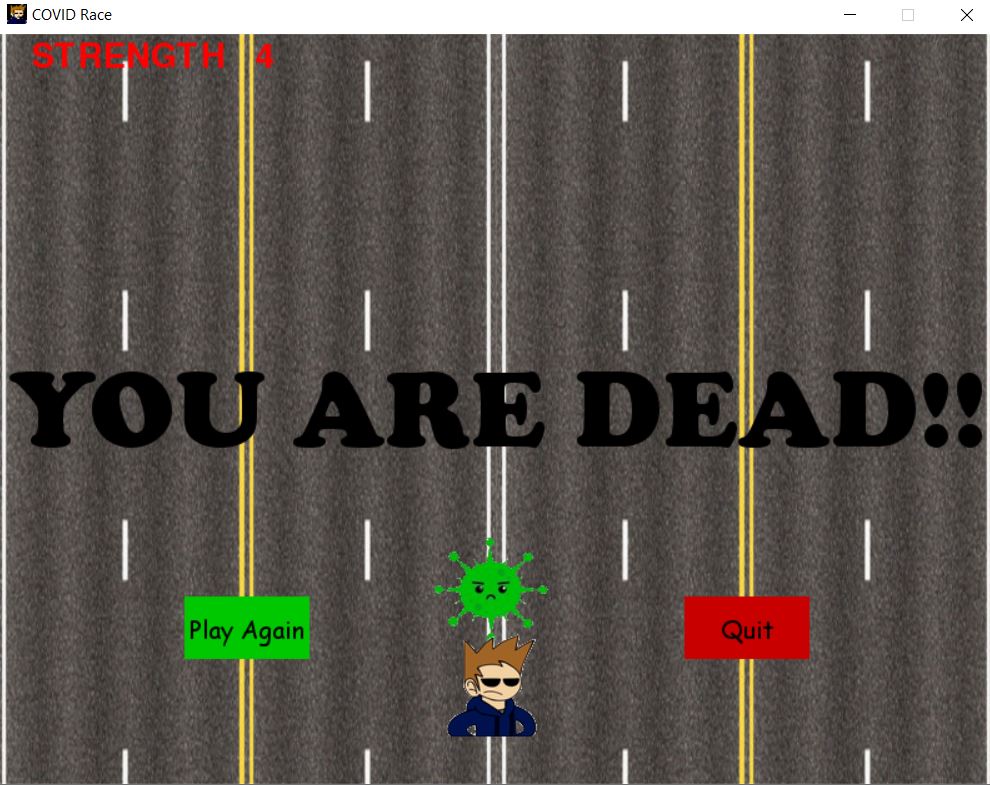 COVID Race
STRENGTH 4
YOU ARE DEAD!!
Play Again
Quit